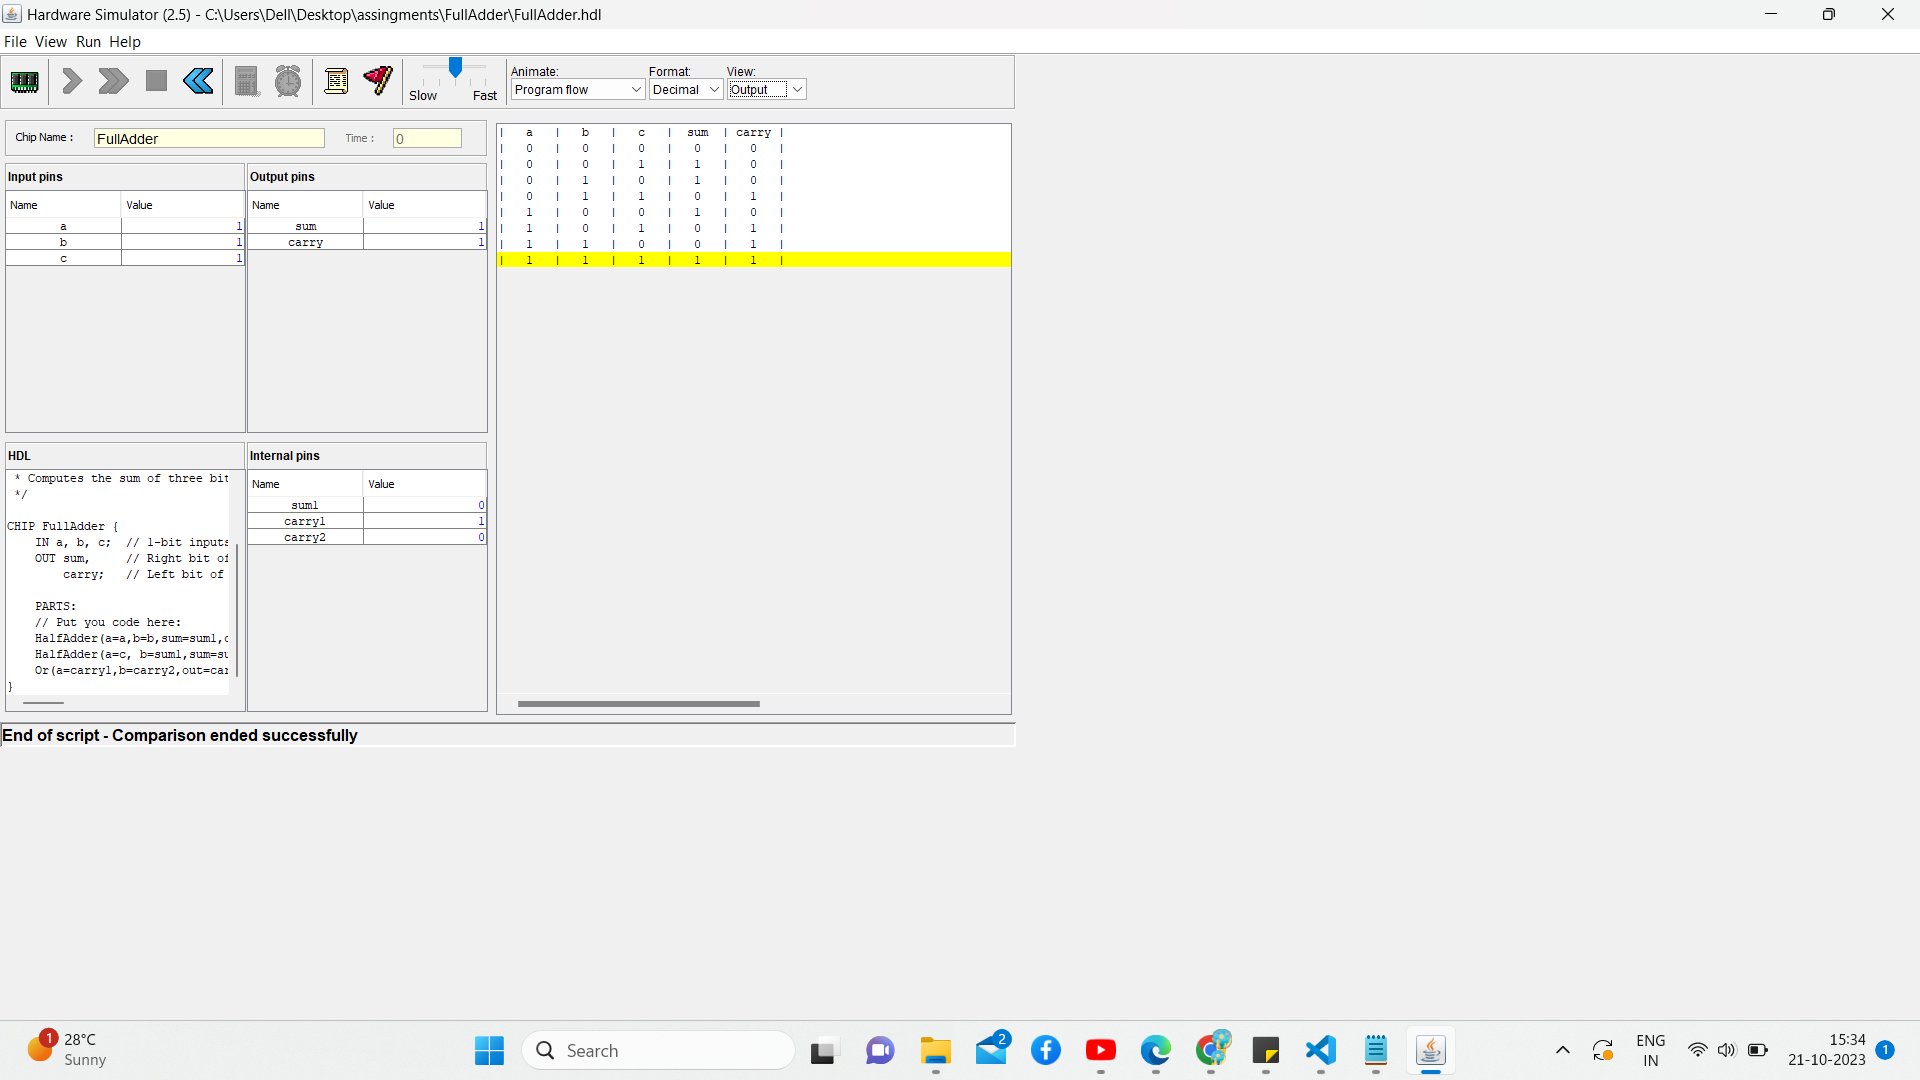 Hardware Simulator (2.5) - C:\Users\Dell\Desktop\assingments\FullAdder\FullAdder.hdl
File View Run Help
Slow Fast
Animate: Format: View:
Program flow Decimal Output
Chip Name : FullAdder Time : 0
Input pins
Name Value
a 1
b 1
c 1
Output pins
Name Value
sum 1
carry 1
| a | b | c | sum | carry |
| 0 | 0 | 0 | 0 | 0 |
| 0 | 0 | 1 | 1 | 0 |
| 0 | 1 | 0 | 1 | 0 |
| 0 | 1 | 1 | 0 | 1 |
| 1 | 0 | 0 | 1 | 0 |
| 1 | 0 | 1 | 0 | 1 |
| 1 | 1 | 0 | 0 | 1 |
| 1 | 1 | 1 | 1 | 1 |
HDL
* Computes the sum of three bit
*/
CHIP FullAdder {
IN a, b, c; // 1-bit inputs
OUT sum, // Right bit of
carry; // Left bit of
PARTS:
// Put you code here:
HalfAdder(a=a,b=b,sum=sum1,c
HalfAdder(a=c, b=sum1,sum=su
Or(a=carry1,b=carry2,out=car
}
Internal pins
Name Value
sum1 0
carry1 1
carry2 0
End of script - Comparison ended successfully
1
28°C
Sunny
Search
2
ENG
IN
15:34
21-10-2023
1